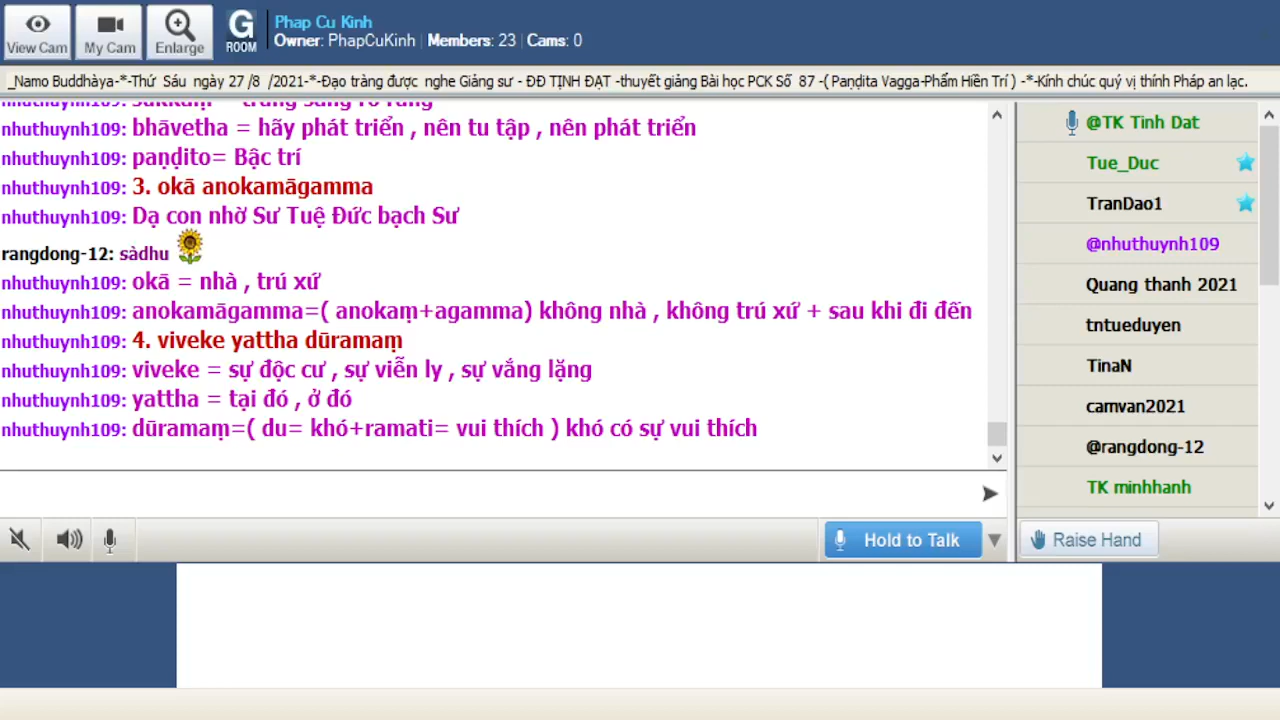 View Cam
My Cam
Enlarge
G
ROOM
Phap Cu Kinh
Owner: PhapCuKinh | Members: 23 | Cams: 0
_Namo Buddhàya-*-Thứ Sáu ngày 27 /8 /2021-*-Đạo tràng được nghe Giảng sư - ĐĐ TỊNH ĐẠT -thuyết giảng Bài học PCK Số 87 -( Paṇḍita Vagga-Phẩm Hiền Trí ) -*-Kính chúc quý vị thính Pháp an lạc.
nhuthuynh109: sukkaṃ = trắng sáng rõ ràng
nhuthuynh109: bhāvetha = hãy phát triển , nên tu tập , nên phát triển
nhuthuynh109: paṇḍito= Bậc trí
nhuthuynh109: 3. okā anokamāgamma
nhuthuynh109: Dạ con nhờ Sư Tuệ Đức bạch Sư
rangdong-12: sàdhu
nhuthuynh109: okā = nhà , trú xứ
nhuthuynh109: anokamāgamma=( anokaṃ+agamma) không nhà , không trú xứ + sau khi đi đến
nhuthuynh109: 4. viveke yattha dūramaṃ
nhuthuynh109: viveke = sự độc cư , sự viễn ly , sự vắng lặng
nhuthuynh109: yattha = tại đó , ở đó
nhuthuynh109: dūramaṃ=( du= khó+ramati= vui thích ) khó có sự vui thích
@TK Tinh Dat
Tue_Duc
TranDao1
@nhuthuynh109
Quang thanh 2021
tntueduyen
TinaN
camvan2021
@rangdong-12
TK minhhanh
Hold to Talk
Raise Hand